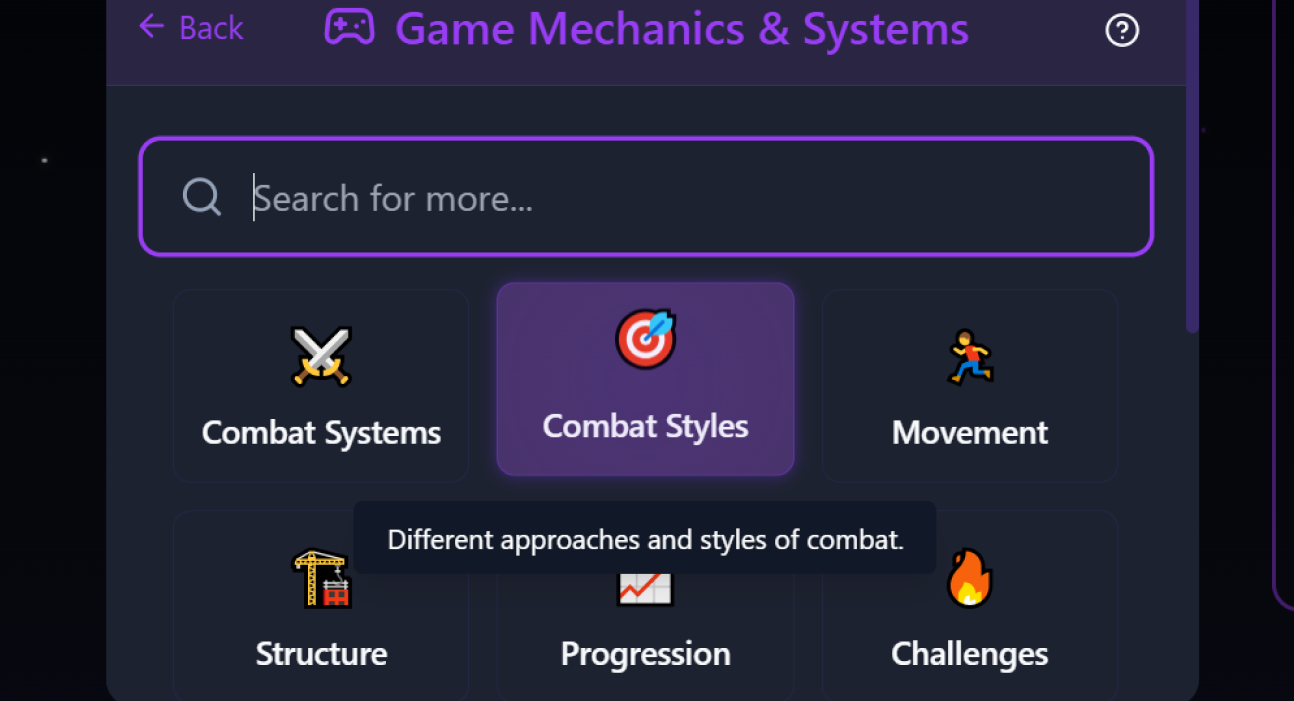 Back
Game Mechanics & Systems
Search for more...
Combat Systems
Combat Styles
Movement
Different approaches and styles of combat.
Structure
Progression
Challenges